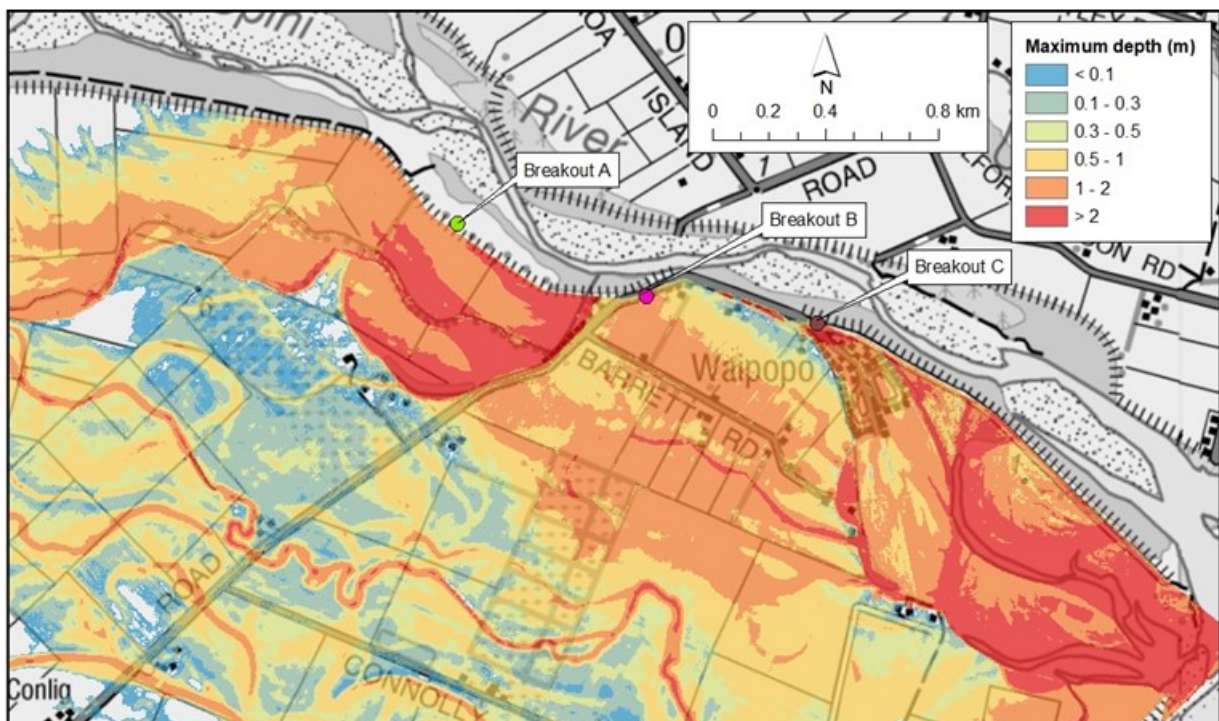 River
OA
ISLAND
ROAD
1
0
0.2
0.4
0.8 km
N
Maximum depth (m)
< 0.1
0.1 - 0.3
0.3 - 0.5
0.5 - 1
1 - 2
> 2
Breakout A
Breakout B
Breakout C
ON RD
Waipopo
BARRETT
RD
ROAD
CONNOLLY
Conlig